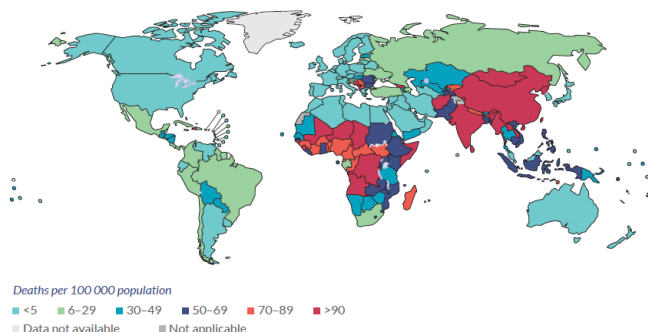 Deaths per 100 000 population
<5 6–29 30–49 50–69 70–89 >90
Data not available Not applicable